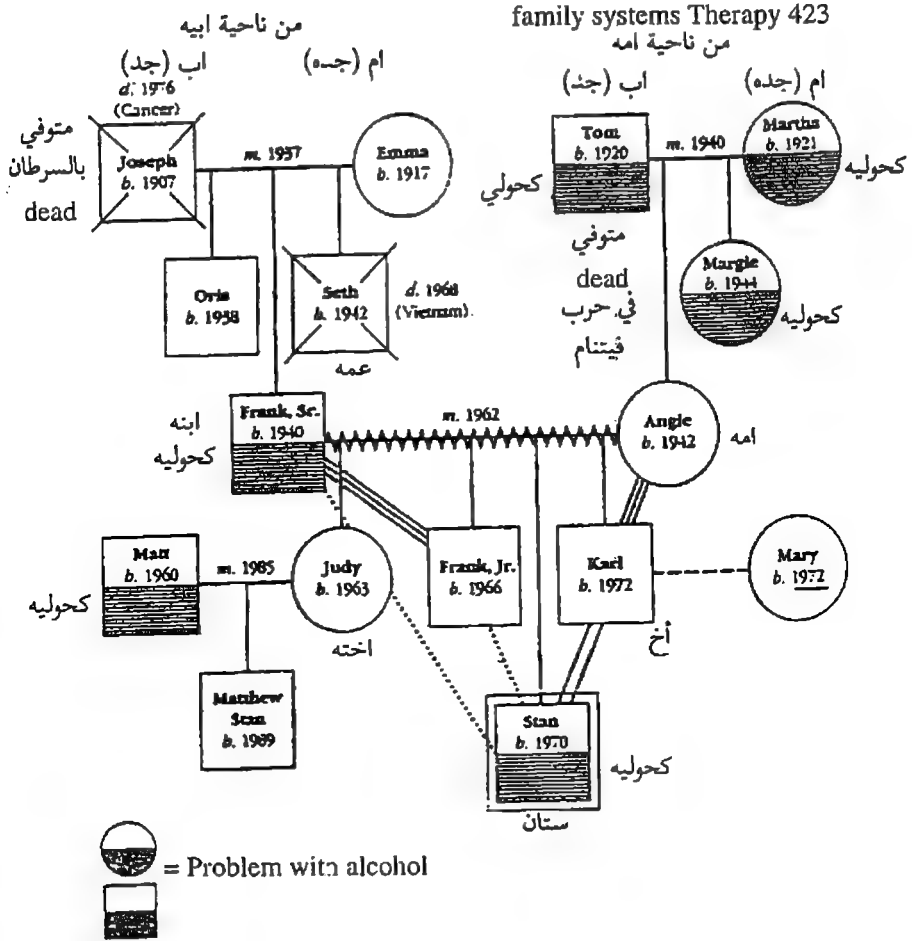 family systems Therapy 423
من ناحية ابيه
من ناحية امه
اب (جد)
ام (جده)
اب (جد)
ام (جده)
d. 1976
(Cancer)
متوفي
بالسرطان
dead
Joseph
b. 1907
m. 1937
Emma
b. 1917
Tom
b. 1920
كحولي
m. 1940
Martha
b. 1921
كحوليه
متوفي
dead
في حرب
فيتنام
Oris
b. 1938
Seth
b. 1942
d. 1968
(Vietnam).
عمه
Margie
b. 1944
كحوليه
ابنه
كحوليه
Frank, Sr.
b. 1940
m. 1962
Angie
b. 1942
امه
Matt
b. 1960
كحوليه
m. 1985
Judy
b. 1963
اخته
Frank, Jr.
b. 1966
Karl
b. 1972
أخ
Mary
b. 1972
Matthew
Stan
b. 1989
Stan
b. 1970
كحوليه
ستان
= Problem with alcohol